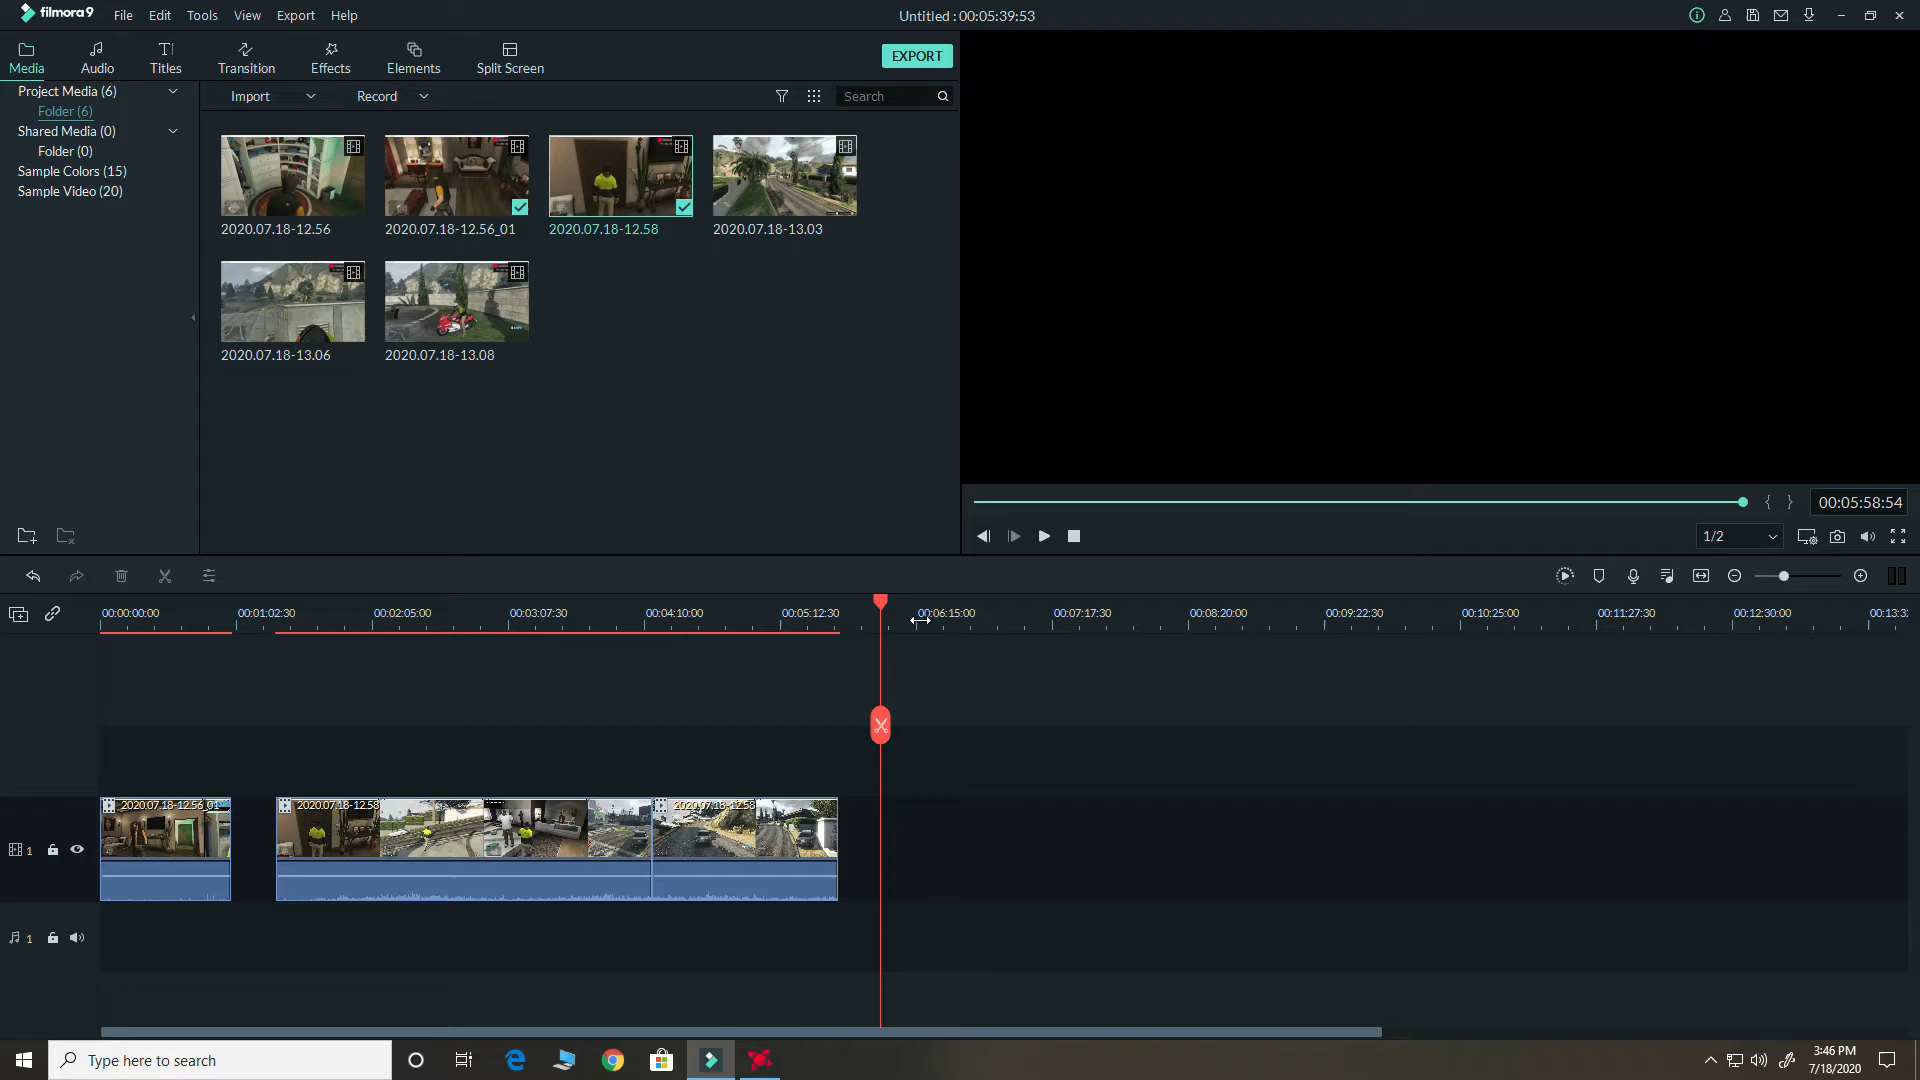 filmora9 File Edit Tools View Export Help Untitled : 00:05:39:53
Media Audio Titles Transition Effects Elements Split Screen EXPORT
Project Media (6)
Folder (6)
Shared Media (0)
Folder (0)
Sample Colors (15)
Sample Video (20)
Import Record Search
2020.07.18-12.56 2020.07.18-12.56_01 2020.07.18-12.58 2020.07.18-13.03
2020.07.18-13.06 2020.07.18-13.08
00:05:58:54
1/2
00:00:00:00 00:01:02:30 00:02:05:00 00:03:07:30 00:04:10:00 00:05:12:30 00:06:15:00 00:07:17:30 00:08:20:00 00:09:22:30 00:10:25:00 00:11:27:30 00:12:30:00 00:13:3
2020.07.18-12.56_01 2020.07.18-12.58 2020.07.18-12.58
1
1
Type here to search
3:46 PM
7/18/2020